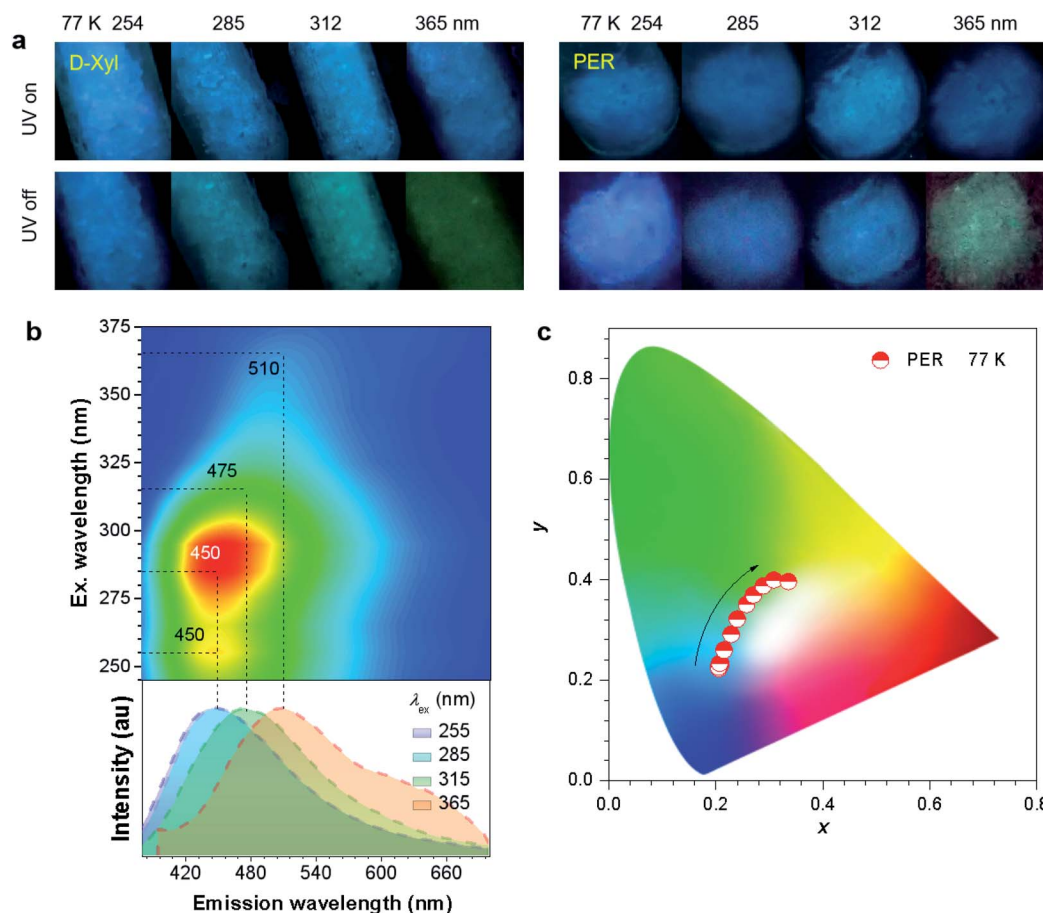 a
77 K 254 285 312 365 nm 77 K 254 285 312 365 nm
D-Xyl PER
UV on
UV off
b
375
350
325
300
275
250
Ex. wavelength (nm)
510
475
450
450
Intensity (au)
λex (nm)
255
285
315
365
420 480 540 600 660
Emission wavelength (nm)
c
PER 77 K
0.8
0.6
0.4
0.2
0.0
y
0.0 0.2 0.4 0.6 0.8
x